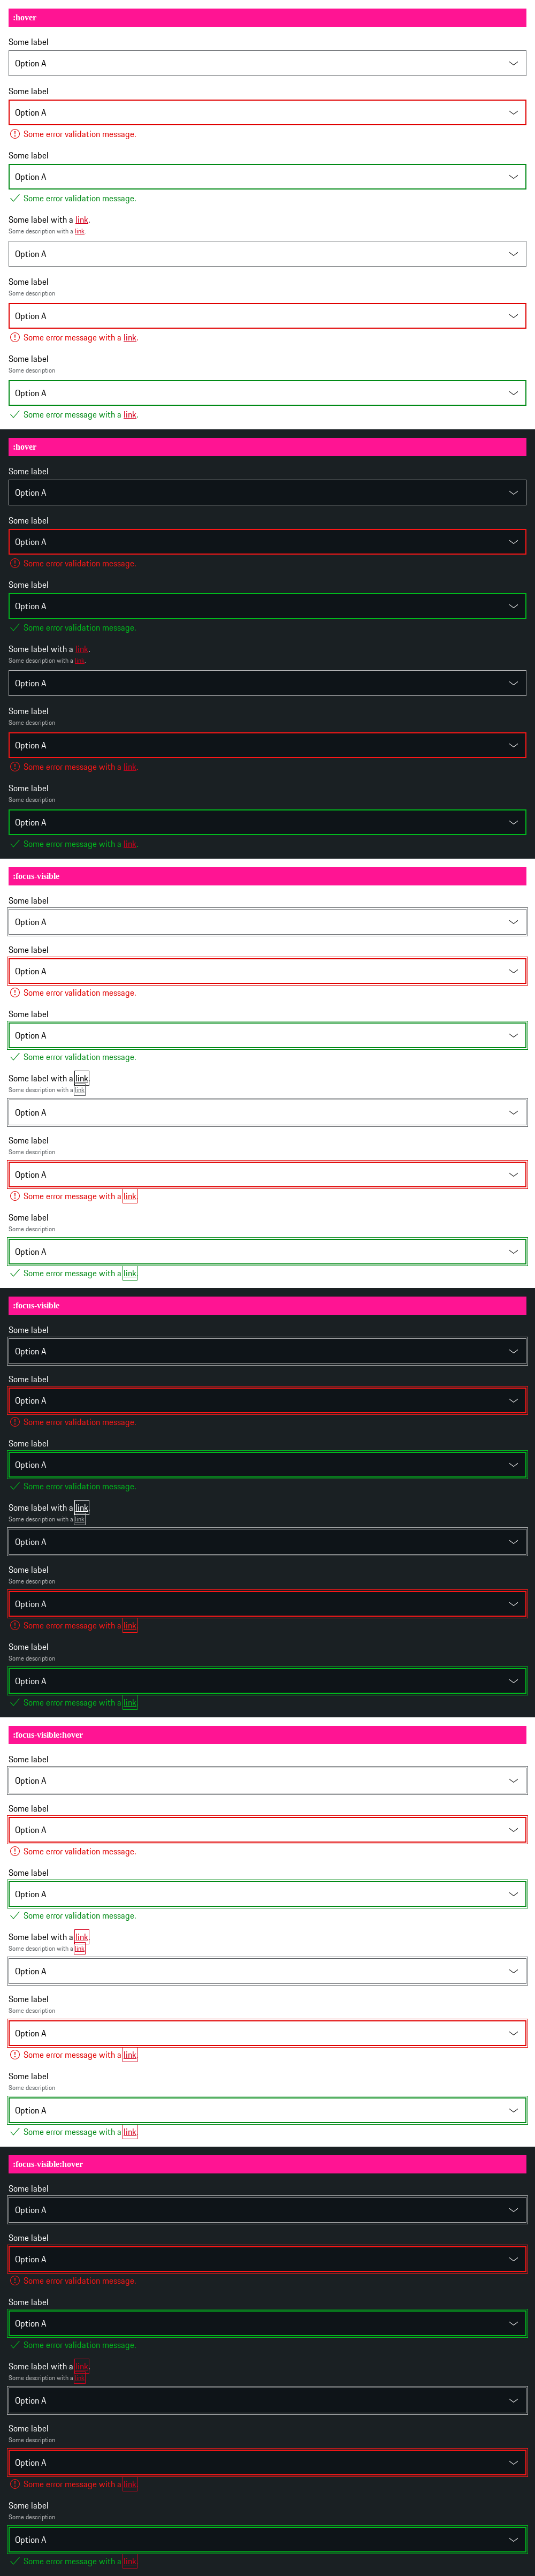 :hover
Some label
Option A
Some label
Option A
Some error validation message.
Some label
Option A
Some error validation message.
Some label with a link.
Some description with a link.
Option A
Some label
Some description
Option A
Some error message with a link.
Some label
Some description
Option A
Some error message with a link.
:hover
Some label
Option A
Some label
Option A
Some error validation message.
Some label
Option A
Some error validation message.
Some label with a link.
Some description with a link.
Option A
Some label
Some description
Option A
Some error message with a link.
Some label
Some description
Option A
Some error message with a link.
:focus-visible
Some label
Option A
Some label
Option A
Some error validation message.
Some label
Option A
Some error validation message.
Some label with a link
Some description with a link
Option A
Some label
Some description
Option A
Some error message with a link
Some label
Some description
Option A
Some error message with a link
:focus-visible
Some label
Option A
Some label
Option A
Some error validation message.
Some label
Option A
Some error validation message.
Some label with a link
Some description with a link
Option A
Some label
Some description
Option A
Some error message with a link
Some label
Some description
Option A
Some error message with a link
:focus-visible:hover
Some label
Option A
Some label
Option A
Some error validation message.
Some label
Option A
Some error validation message.
Some label with a link
Some description with a link
Option A
Some label
Some description
Option A
Some error message with a link
Some label
Some description
Option A
Some error message with a link
:focus-visible:hover
Some label
Option A
Some label
Option A
Some error validation message.
Some label
Option A
Some error validation message.
Some label with a link
Some description with a link
Option A
Some label
Some description
Option A
Some error message with a link
Some label
Some description
Option A
Some error message with a link